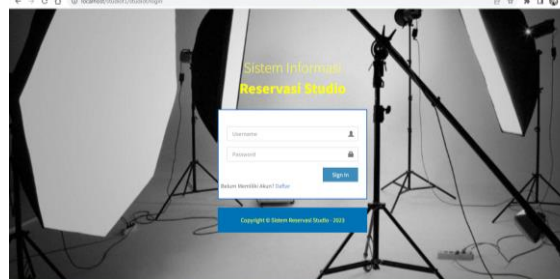 Sistem Informasi
Reservasi Studio
Username
Password
Sign In
Belum Memiliki Akun? Daftar
Copyright © Sistem Reservasi Studio - 2023